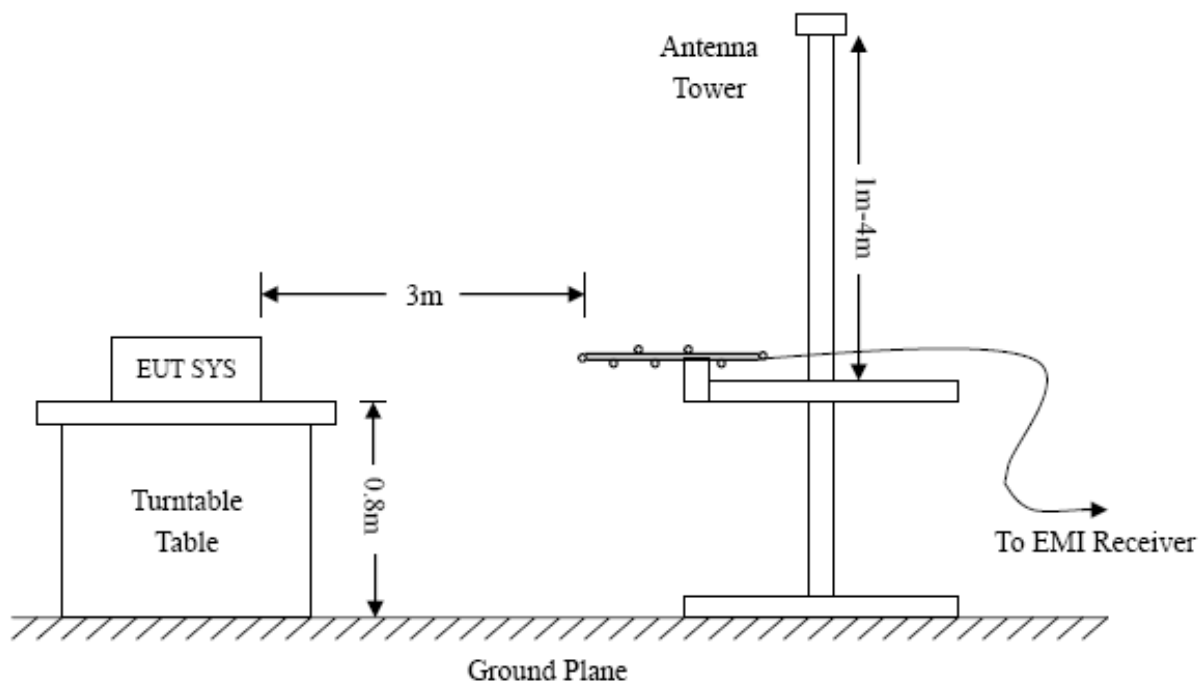 Antenna
Tower
1m-4m
3m
EUT SYS
0.8m
Turntable
Table
To EMI Receiver
Ground Plane